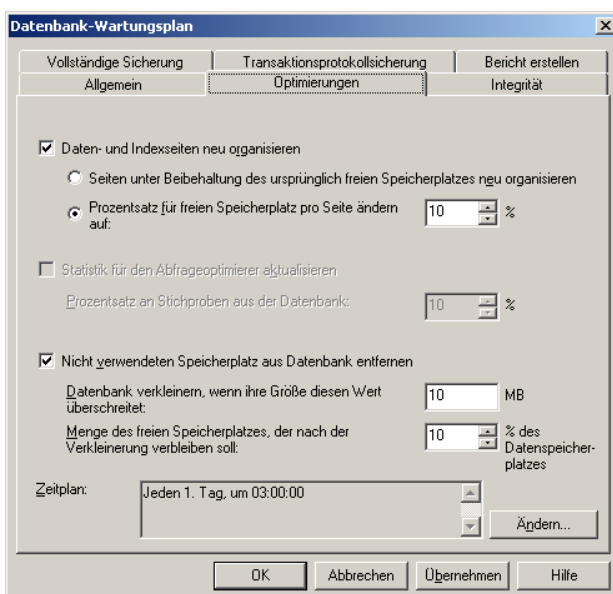 Datenbank-Wartungsplan
Vollständige Sicherung Transaktionsprotokollsicherung Bericht erstellen
Allgemein Optimierungen Integrität
Daten- und Indexseiten neu organisieren
Seiten unter Beibehaltung des ursprünglich freien Speicherplatzes neu organisieren
Prozentsatz für freien Speicherplatz pro Seite ändern 10 %
auf:
Statistik für den Abfrageoptimierer aktualisieren
Prozentsatz an Stichproben aus der Datenbank: 10 %
Nicht verwendeten Speicherplatz aus Datenbank entfernen
Datenbank verkleinern, wenn ihre Größe diesen Wert 10 MB
überschreitet:
Menge des freien Speicherplatzes, der nach der 10 % des
Verkleinerung verbleiben soll: Datenspeicher-
platzes
Zeitplan: Jeden 1. Tag, um 03:00:00
Ändern...
OK Abbrechen Übernehmen Hilfe